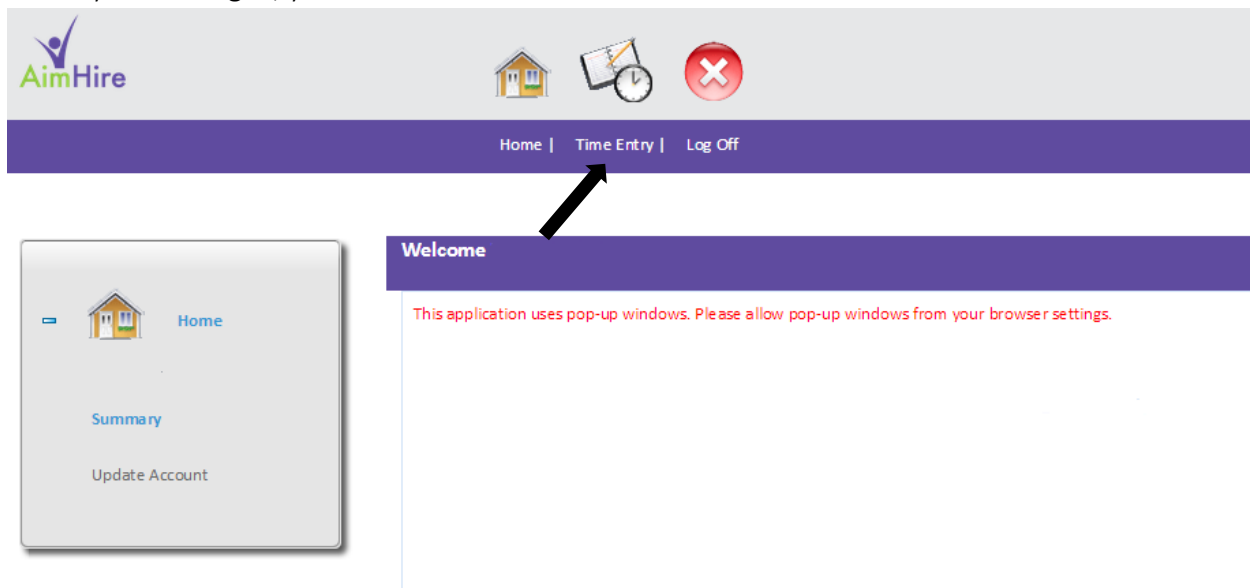 AimHire
Home | Time Entry | Log Off
Welcome
This application uses pop-up windows. Please allow pop-up windows from your browser settings.
Home
Summary
Update Account